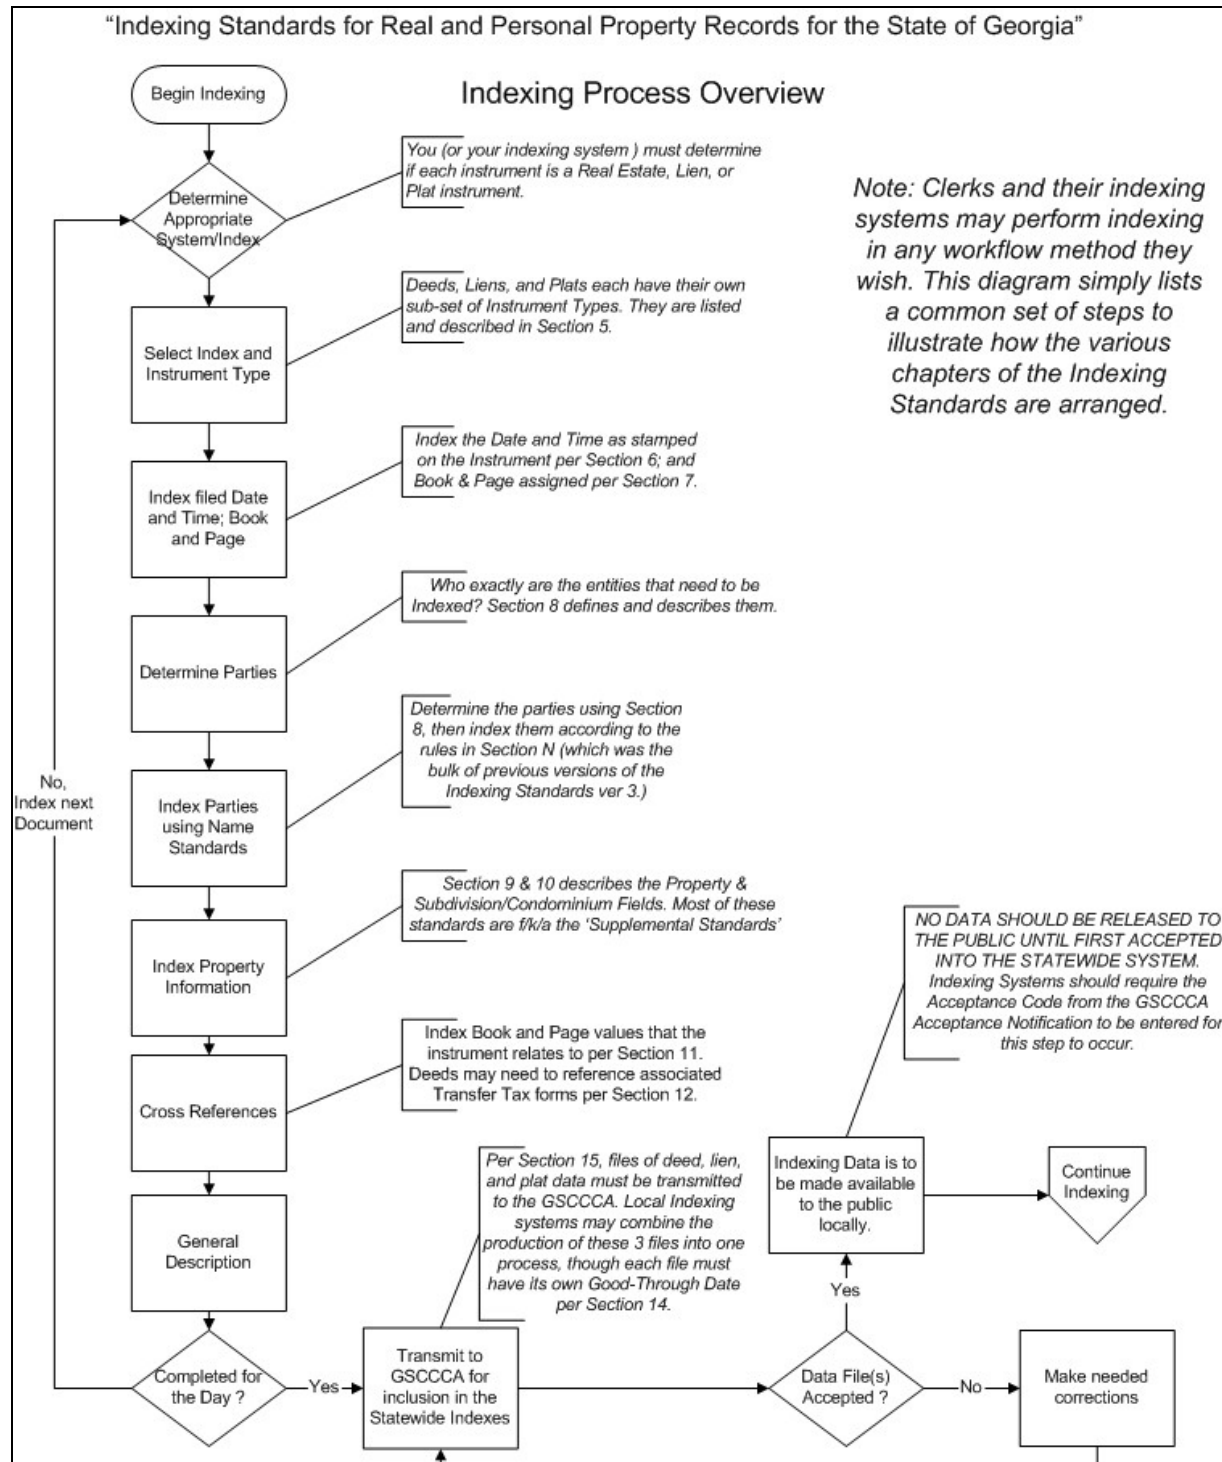 “Indexing Standards for Real and Personal Property Records for the State of Georgia”
Indexing Process Overview
Begin Indexing
You (or your indexing system ) must determine
if each instrument is a Real Estate, Lien, or
Plat instrument.
Note: Clerks and their indexing
systems may perform indexing
in any workflow method they
wish. This diagram simply lists
a common set of steps to
illustrate how the various
chapters of the Indexing
Standards are arranged.
Determine
Appropriate
System/Index
Deeds, Liens, and Plats each have their own
sub-set of Instrument Types. They are listed
and described in Section 5.
Select Index and
Instrument Type
Index the Date and Time as stamped
on the Instrument per Section 6; and
Book & Page assigned per Section 7.
Index filed Date
and Time; Book
and Page
Who exactly are the entities that need to be
Indexed? Section 8 defines and describes them.
Determine Parties
Determine the parties using Section
8, then index them according to the
rules in Section N (which was the
bulk of previous versions of the
Indexing Standards ver 3.)
No,
Index next
Document
Index Parties
using Name
Standards
Section 9 & 10 describes the Property &
Subdivision/Condominium Fields. Most of these
standards are f/k/a the ‘Supplemental Standards’
Index Property
Information
NO DATA SHOULD BE RELEASED TO
THE PUBLIC UNTIL FIRST ACCEPTED
INTO THE STATEWIDE SYSTEM.
Indexing Systems should require the
Acceptance Code from the GSCCCA
Acceptance Notification to be entered for
this step to occur.
Index Book and Page values that the
instrument relates to per Section 11.
Deeds may need to reference associated
Transfer Tax forms per Section 12.
Cross References
Per Section 15, files of deed, lien,
and plat data must be transmitted
to the GSCCCA. Local Indexing
systems may combine the
production of these 3 files into one
process, though each file must
have its own Good-Through Date
per Section 14.
Indexing Data is to
be made available
to the public
locally.
Continue
Indexing
General
Description
Yes
Completed for
the Day ?
Yes
Transmit to
GSCCCA for
inclusion in the
Statewide Indexes
Data File(s)
Accepted ?
No
Make needed
corrections